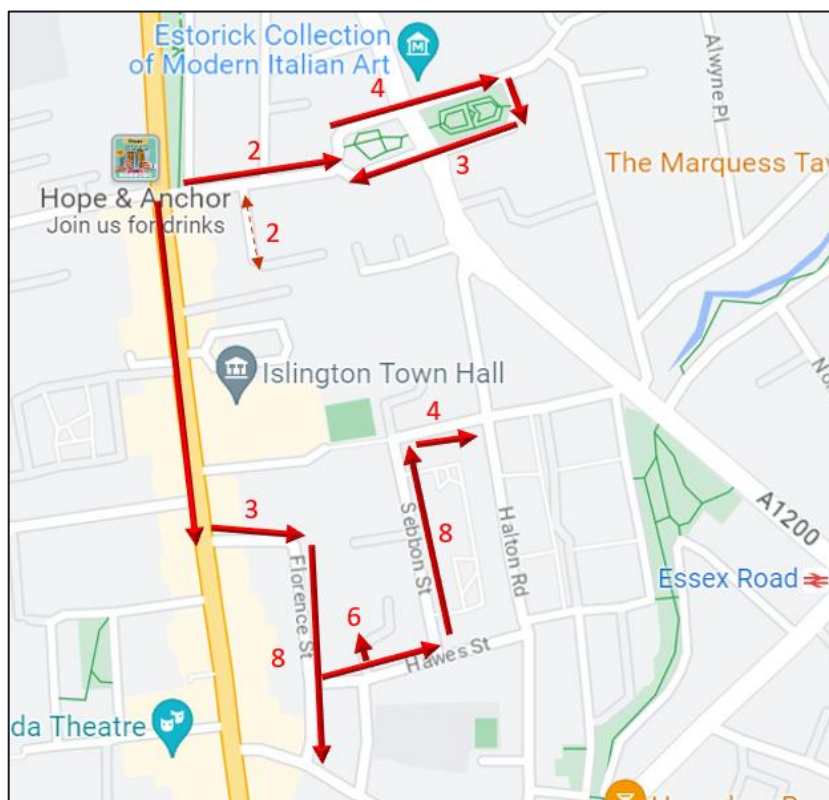 Estorick Collection
of Modern Italian Art
Alwyne Pl
4
2
3
The Marquess Tav
Hope & Anchor
Join us for drinks
2
Islington Town Hall
4
3
Sebbon St
8
Halton Rd
A1200
Essex Road
Florence St
6
8
Hawes St
da Theatre